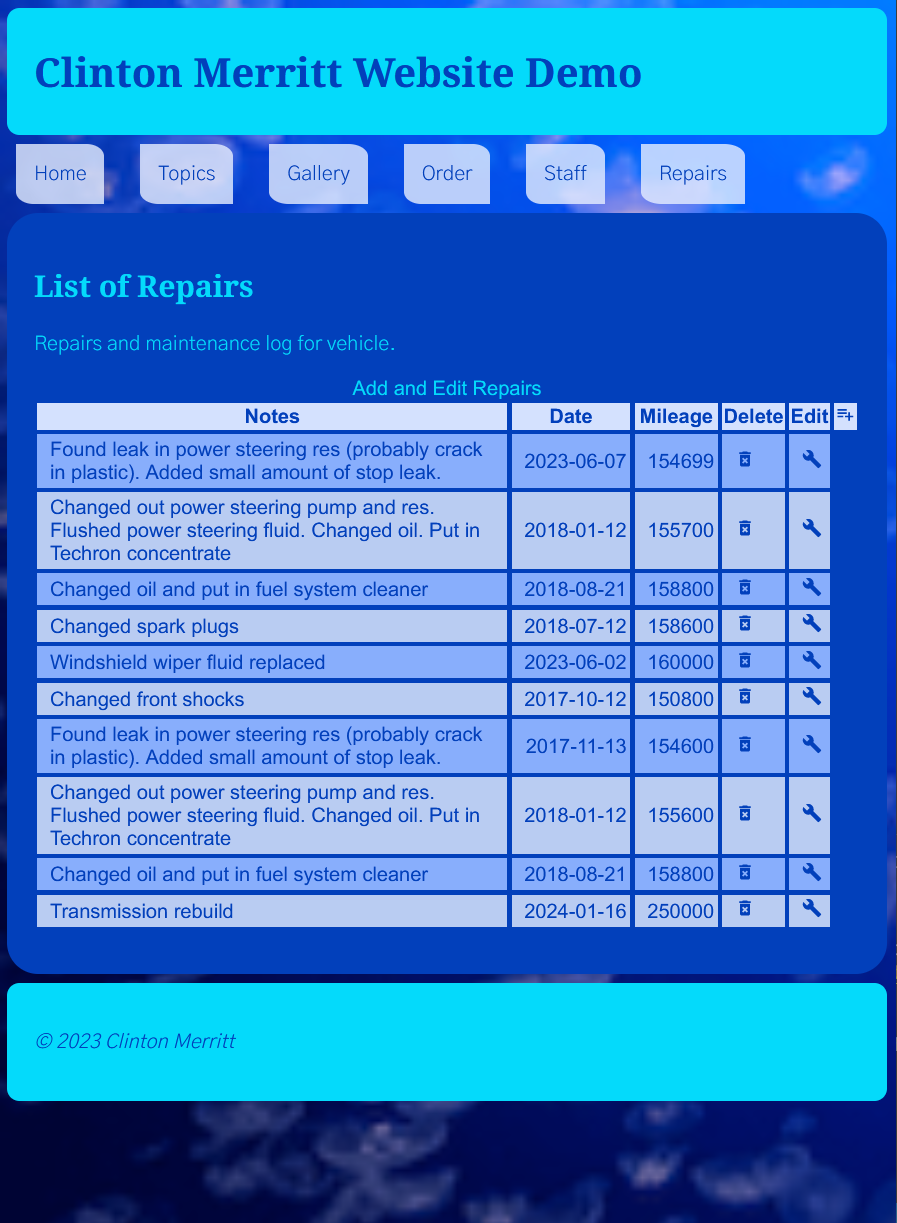 Clinton Merritt Website Demo
Home Topics Gallery Order Staff Repairs
List of Repairs
Repairs and maintenance log for vehicle.
Add and Edit Repairs
Notes Date Mileage Delete Edit
Found leak in power steering res (probably crack
in plastic). Added small amount of stop leak. 2023-06-07 154699
Changed out power steering pump and res.
Flushed power steering fluid. Changed oil. Put in 2018-01-12 155700
Techron concentrate
Changed oil and put in fuel system cleaner 2018-08-21 158800
Changed spark plugs 2018-07-12 158600
Windshield wiper fluid replaced 2023-06-02 160000
Changed front shocks 2017-10-12 150800
Found leak in power steering res (probably crack
in plastic). Added small amount of stop leak. 2017-11-13 154600
Changed out power steering pump and res.
Flushed power steering fluid. Changed oil. Put in 2018-01-12 155600
Techron concentrate
Changed oil and put in fuel system cleaner 2018-08-21 158800
Transmission rebuild 2024-01-16 250000
© 2023 Clinton Merritt